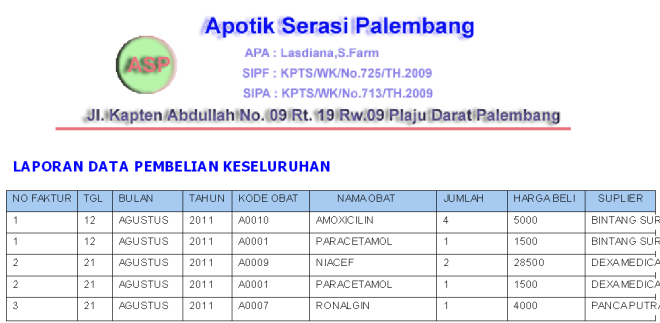 Apotik Serasi Palembang
ASP
APA : Lasdiana,S.Farm
SIPF : KPTS/WK/No.725/TH.2009
SIPA : KPTS/WK/No.713/TH.2009
Jl. Kapten Abdullah No. 09 Rt. 19 Rw.09 Plaju Darat Palembang
LAPORAN DATA PEMBELIAN KESELURUHAN
NO FAKTUR TGL BULAN TAHUN KODE OBAT NAMA OBAT JUMLAH HARGA BELI SUPLIER
1 12 AGUSTUS 2011 A0010 AMOXICILIN 4 5000 BINTANG SUR
1 12 AGUSTUS 2011 A0001 PARACETAMOL 1 1500 BINTANG SUR
2 21 AGUSTUS 2011 A0009 NIACEF 2 28500 DEXAMEDICA
2 21 AGUSTUS 2011 A0001 PARACETAMOL 1 1500 DEXAMEDICA
3 21 AGUSTUS 2011 A0007 RONALGIN 1 4000 PANCAPUTRA